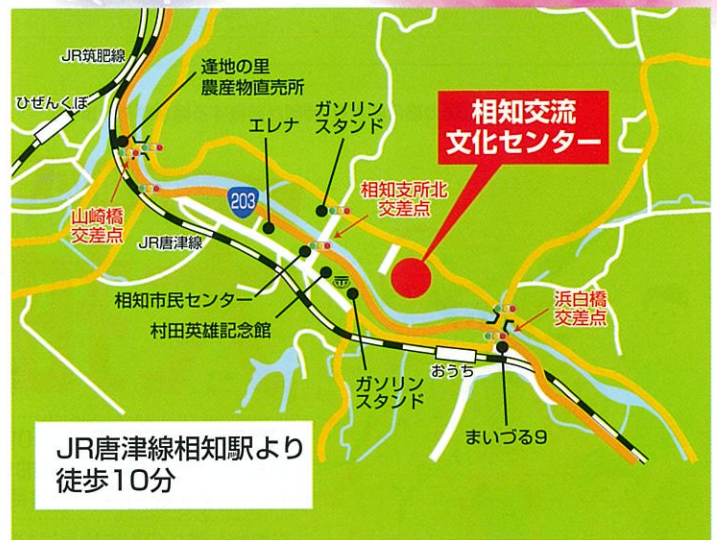 JR筑肥線
ひぜんくぼ
逢地の里
農産物直売所
エレナ
ガソリン
スタンド
相知交流
文化センター
203
相知支所北
交差点
山崎橋
交差点
JR唐津線
相知市民センター
村田英雄記念館
浜白橋
交差点
おうち
ガソリン
スタンド
まいづる9
JR唐津線相知駅より
徒歩10分